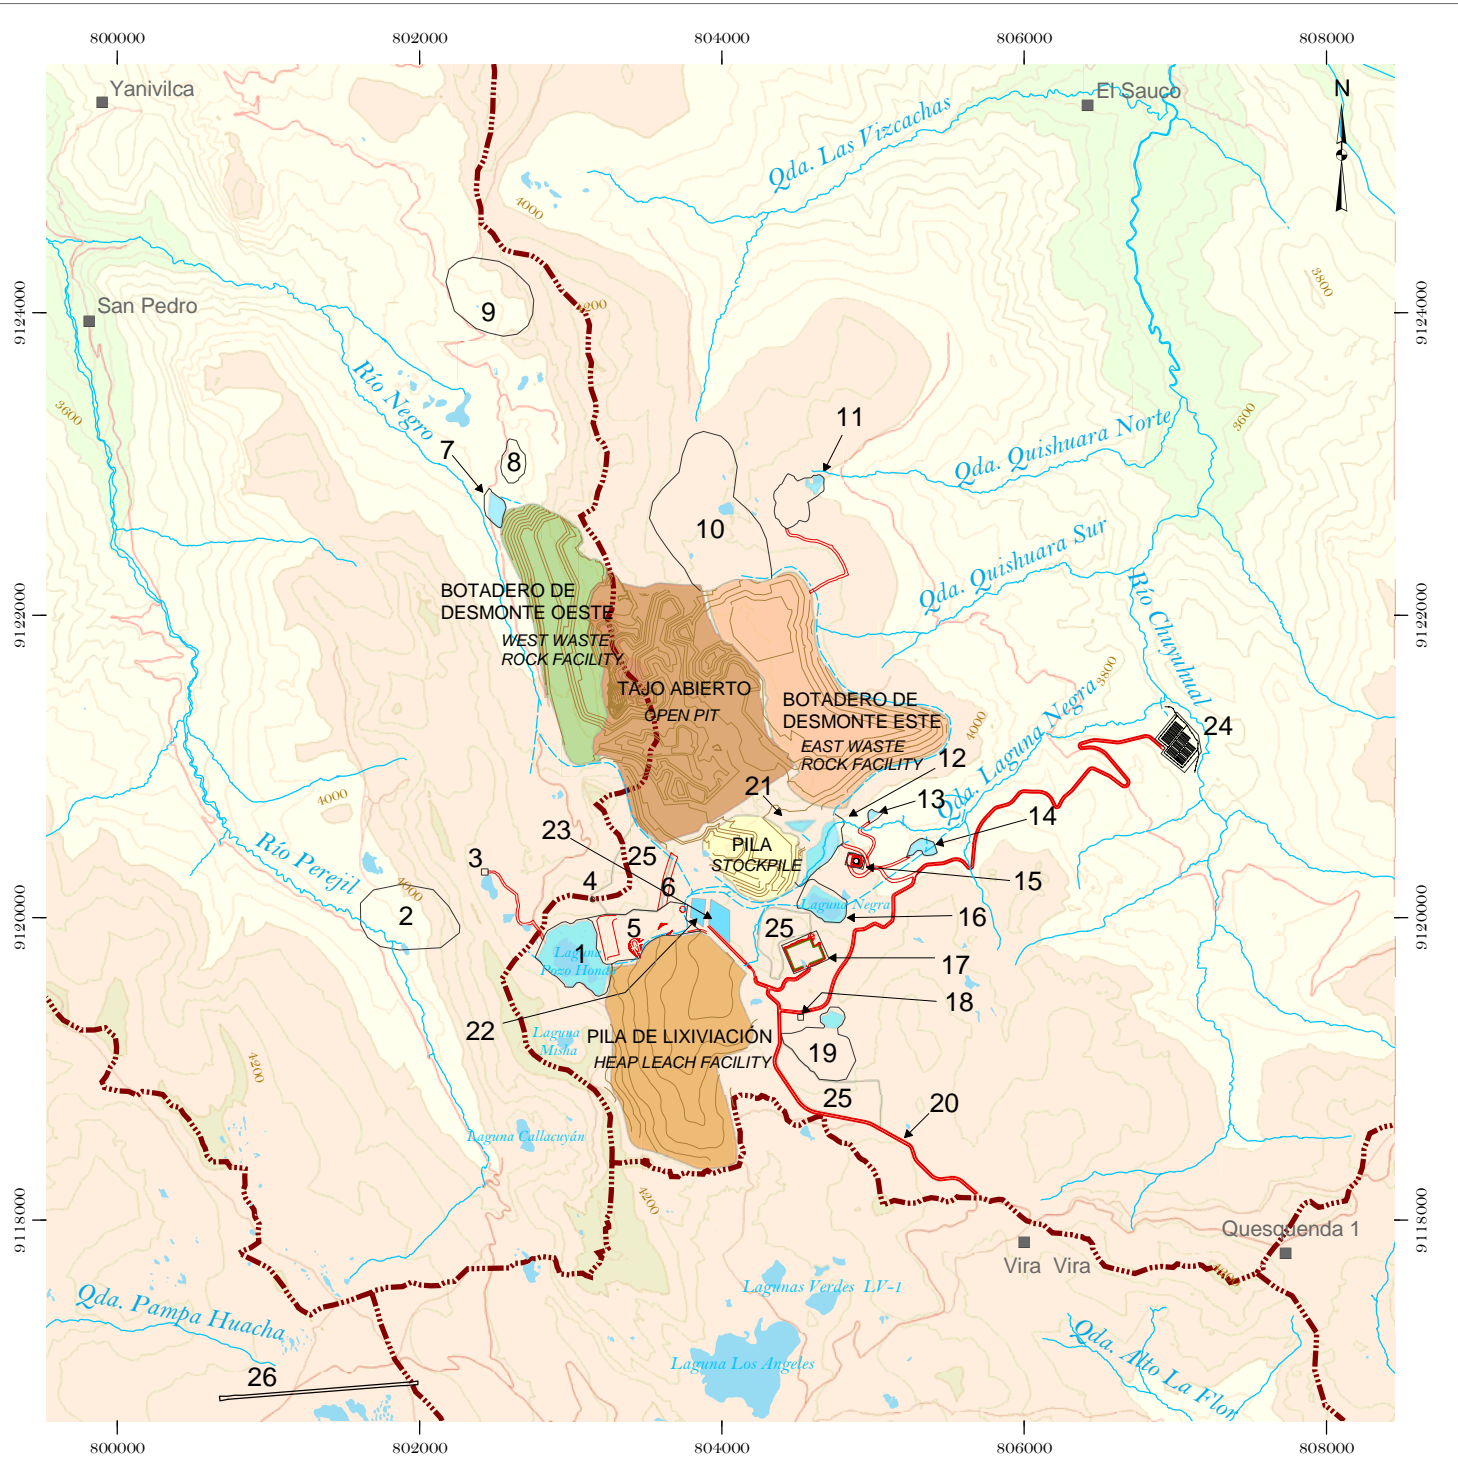 800000
802000
804000
806000
808000
Yanivilca
El Sauco
N
Qda. Las Vizcachas
4000
3800
9124000
9124000
San Pedro
9
4200
Río Negro
3600
3600
11
Qda. Quishuara Norte
7
8
10
Qda. Quishuara Sur
Río Chuyuhual
9122000
9122000
BOTADERO DE
DESMONTE OESTE
WEST WASTE
ROCK FACILITY
TAJO ABIERTO
OPEN PIT
BOTADERO DE
DESMONTE ESTE
EAST WASTE
ROCK FACILITY
3800
4000
Qda. Laguna Negra
24
12
21
13
14
4000
23
25
PILA
STOCKPILE
Río Perejil
3
4
6
15
4000
2
Laguna Negra
16
9120000
9120000
5
25
1
Laguna
Pozo Hondo
17
18
22
Laguna
Misha
PILA DE LIXIVIACIÓN
HEAP LEACH FACILITY
19
4200
25
20
Laguna Callacuyán
4200
9118000
9118000
Quesquenda 1
Vira Vira
4200
Lagunas Verdes LV-1
Qda. Pampa Huacha
Qda. Alto La Flor
Laguna Los Angeles
26
800000
802000
804000
806000
808000